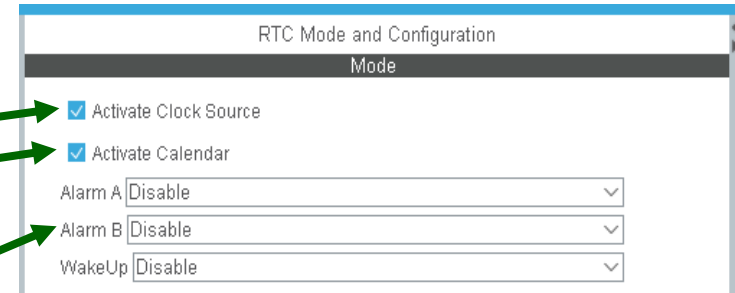 RTC Mode and Configuration
Mode
Activate Clock Source
Activate Calendar
Alarm A Disable
Alarm B Disable
WakeUp Disable